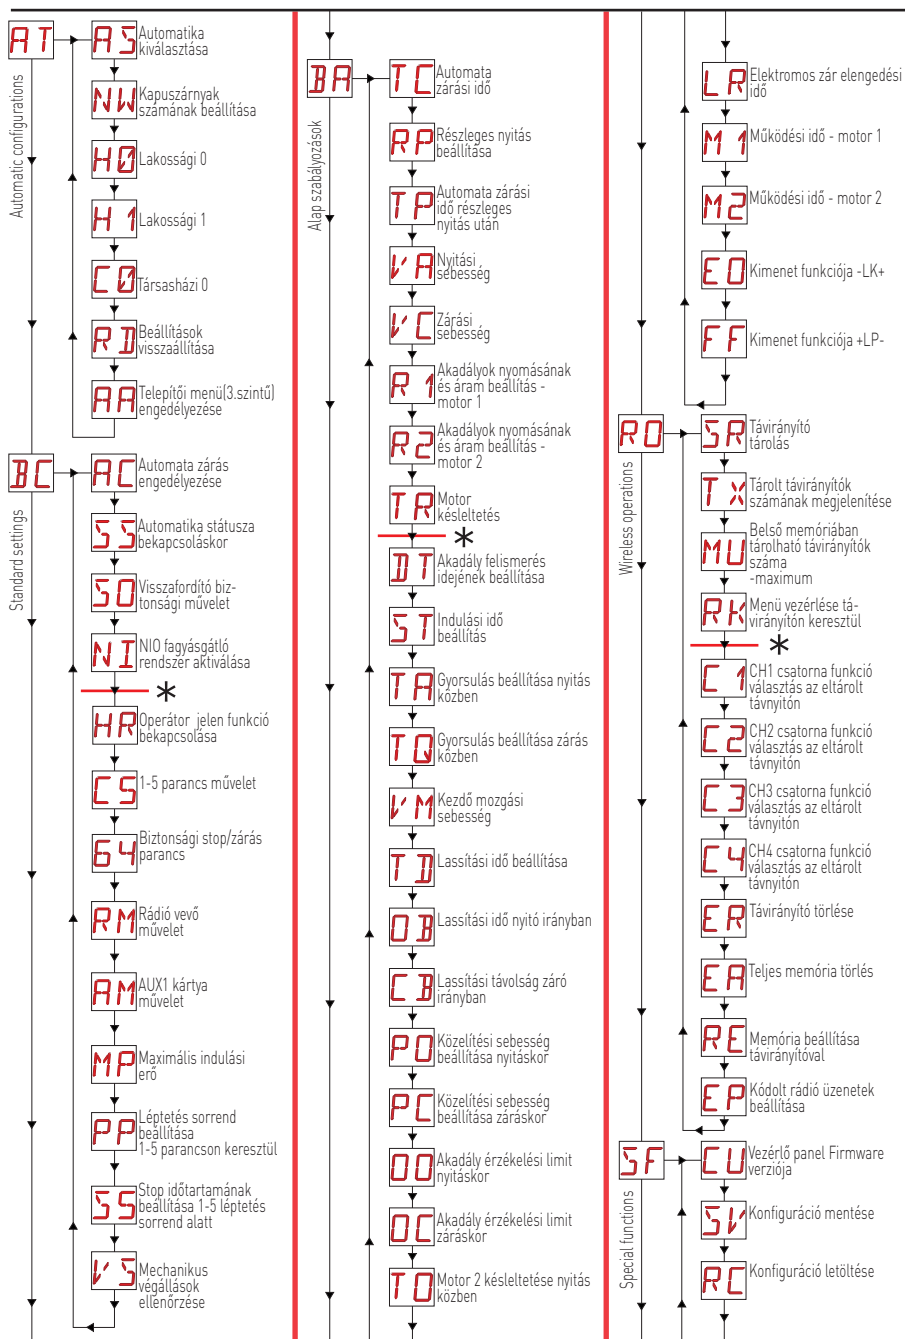 AT
Automatic configurations
AS
Automatika
kiválasztása
NW
Kapuszárnyak
számának beállítása
H0
Lakossági 0
H1
Lakossági 1
C0
Társasházi 0
RD
Beállítások
visszaállítása
AA
Telepítői menü(3.szintű)
engedélyezése
BC
Standard settings
AC
Automata zárás
engedélyezése
SS
Automatika státusza
bekapcsoláskor
SO
Visszafordító biz-
tonsági művelet
NI
NIO fagyásgátló
rendszer aktiválása
*
HR
Operátor jelen funkció
bekapcsolása
C5
1-5 parancs művelet
64
Biztonsági stop/zárás
parancs
RM
Rádió vevő
művelet
AM
AUX1 kártya
művelet
MP
Maximális indulási
erő
PP
Léptetés sorrend
beállítása
1-5 parancson keresztül
S5
Stop időtartamának
beállítása 1-5 léptetés
sorrend alatt
VS
Mechanikus
végállások
ellenőrzése
BA
Alap szabályozások
TC
Automata
zárási idő
RP
Részleges nyitás
beállítása
TP
Automata zárási
idő részleges
nyitás után
VA
Nyitási
sebesség
VC
Zárási
sebesség
R1
Akadályok nyomásának
és áram beállítás -
motor 1
R2
Akadályok nyomásának
és áram beállítás -
motor 2
TR
Motor
késleltetés
*
DT
Akadály felismerés
idejének beállítása
ST
Indulási idő
beállítás
TA
Gyorsulás beállítása nyitás
közben
TQ
Gyorsulás beállítása zárás
közben
VM
Kezdő mozgási
sebesség
TD
Lassítási idő beállítása
OB
Lassítási idő nyitó irányban
CB
Lassítási távolság záró
irányban
PO
Közelítési sebesség
beállítása nyitáskor
PC
Közelítési sebesség
beállítása záráskor
OO
Akadály érzékelési limit
nyitáskor
OC
Akadály érzékelési limit
záráskor
TO
Motor 2 késleltetése nyitás
közben
LR
Elektromos zár elengedési
idő
M1
Működési idő - motor 1
M2
Működési idő - motor 2
EO
Kimenet funkciója -LK+
FF
Kimenet funkciója +LP-
RO
Wireless operations
SR
Távirányító
tárolás
TX
Tárolt távirányítók
számának megjelenítése
MU
Belső memóriában
tárolható távirányítók
száma
-maximum
RK
Menü vezérlése tá-
virányítón keresztül
*
C1
CH1 csatorna funkció
választás az eltárolt
távnyitón
C2
CH2 csatorna funkció
választás az eltárolt
távnyitón
C3
CH3 csatorna funkció
választás az eltárolt
távnyitón
C4
CH4 csatorna funkció
választás az eltárolt
távnyitón
ER
Távirányító törlése
EA
Teljes memória törlés
RE
Memória beállítása
távirányítóval
EP
Kódolt rádió üzenetek
beállítása
SF
Special functions
CU
Vezérlő panel Firmware
verziója
SV
Konfiguráció mentése
RC
Konfiguráció letöltése